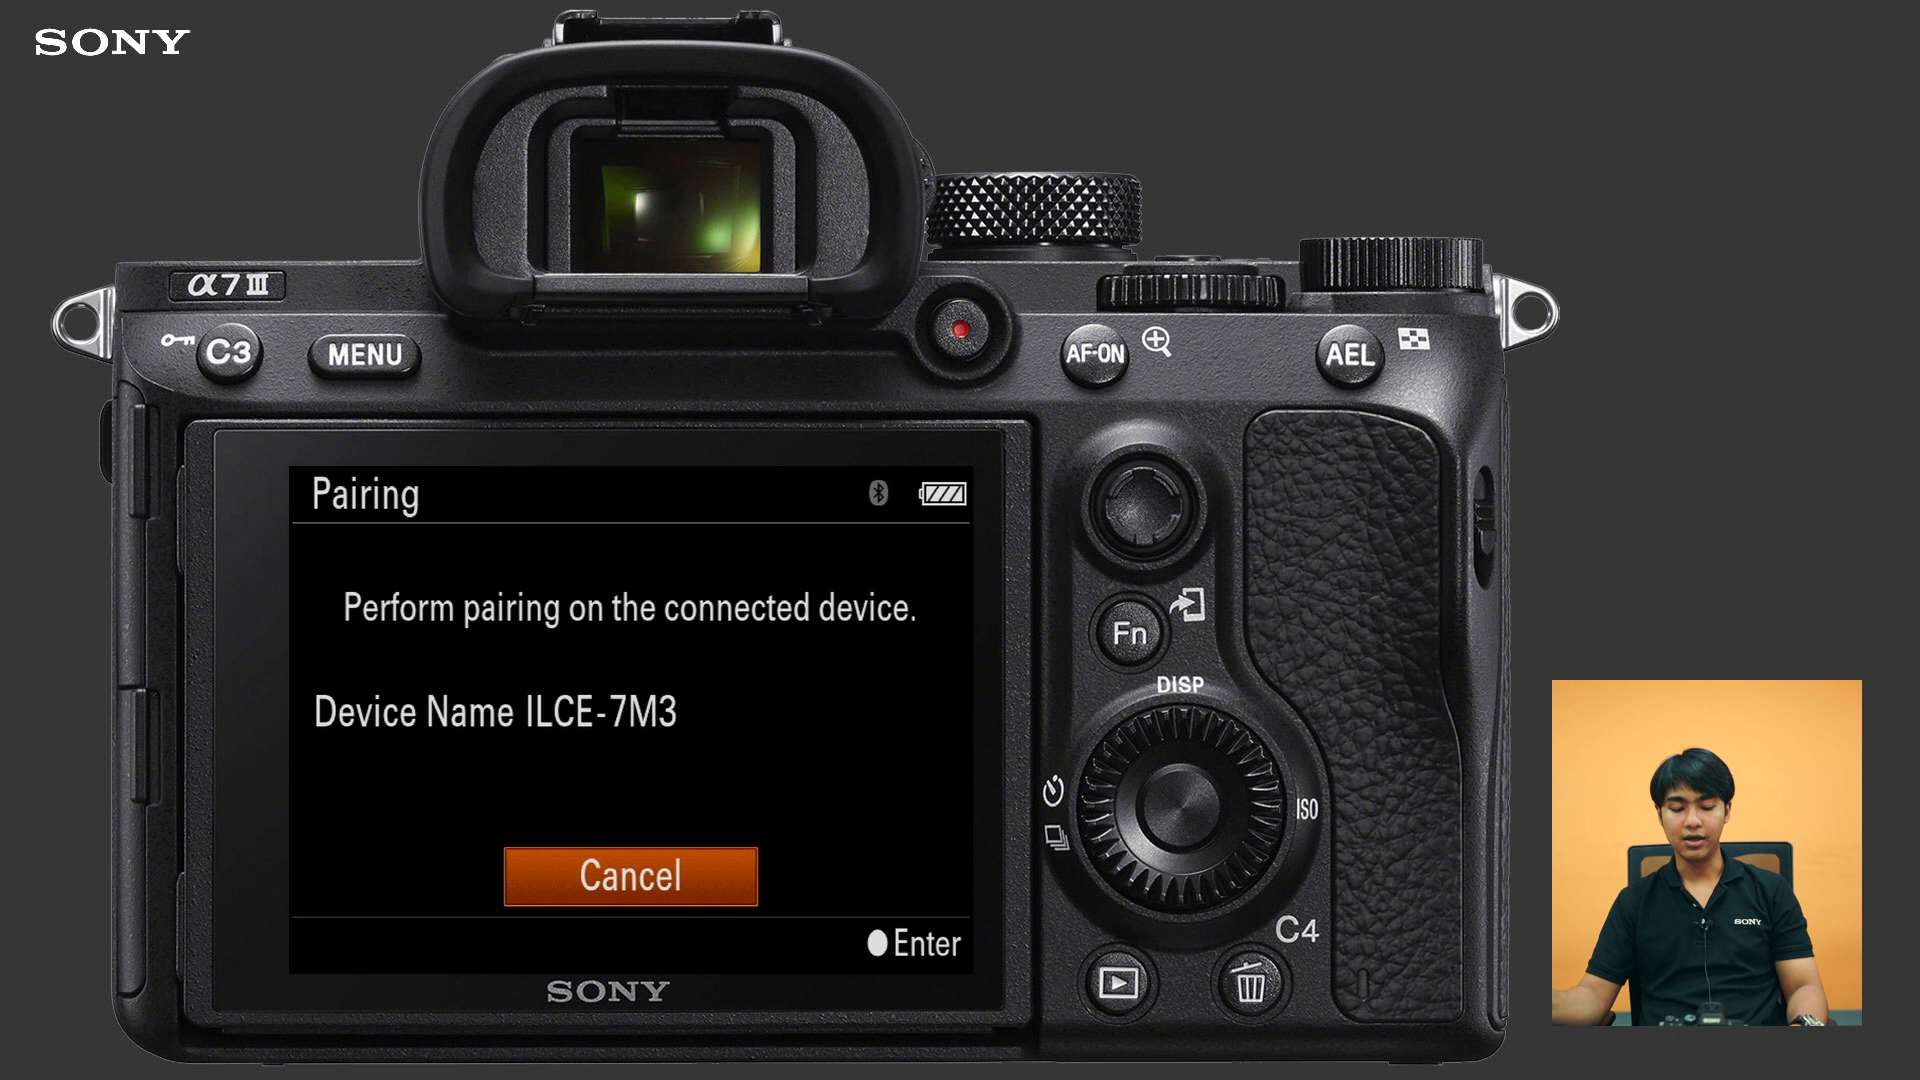 SONY
α7III
C3
MENU
AF-ON
AEL
Pairing
Perform pairing on the connected device.
Device Name ILCE-7M3
Cancel
Enter
SONY
Fn
DISP
ISO
C4
SONY